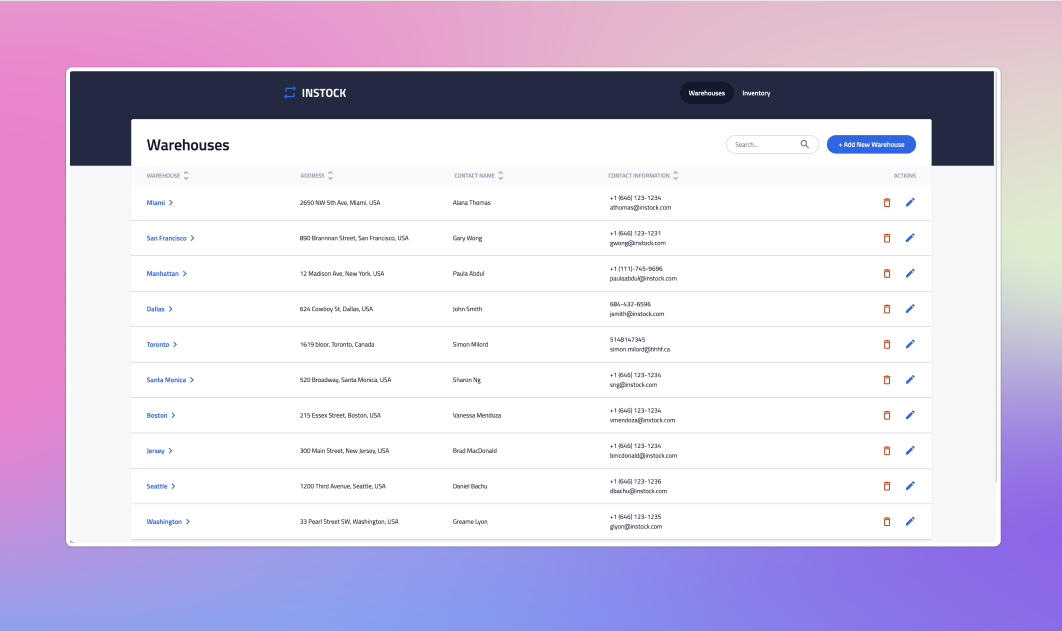 INSTOCK
Warehouses Inventory
Warehouses
Search...
+ Add New Warehouse
WAREHOUSE ADDRESS CONTACT NAME CONTACT INFORMATION ACTIONS
Miami 2650 NW 5th Ave, Miami, USA Alana Thomas +1 (646) 123-1234
athomas@instock.com
San Francisco 890 Brannnan Street, San Francisco, USA Gary Wong +1 (646) 123-1231
gwong@instock.com
Manhattan 12 Madison Ave, New York, USA Paula Abdul +1 (111)-745-9696
paulaabdul@instock.com
Dallas 624 Cowboy St, Dallas, USA John Smith 684-432-6596
jsmith@instock.com
Toronto 1619 bloor, Toronto, Canada Simon Milord 5148147345
simon.milord@hhhf.ca
Santa Monica 520 Broadway, Santa Monica, USA Sharon Ng +1 (646) 123-1234
sng@instock.com
Boston 215 Essex Street, Boston, USA Vanessa Mendoza +1 (646) 123-1234
vmendoza@instock.com
Jersey 300 Main Street, New Jersey, USA Brad MacDonald +1 (646) 123-1234
bmcdonald@instock.com
Seattle 1200 Third Avenue, Seattle, USA Daniel Bachu +1 (646) 123-1236
dbachu@instock.com
Washington 33 Pearl Street SW, Washington, USA Greame Lyon +1 (646) 123-1235
glyon@instock.com